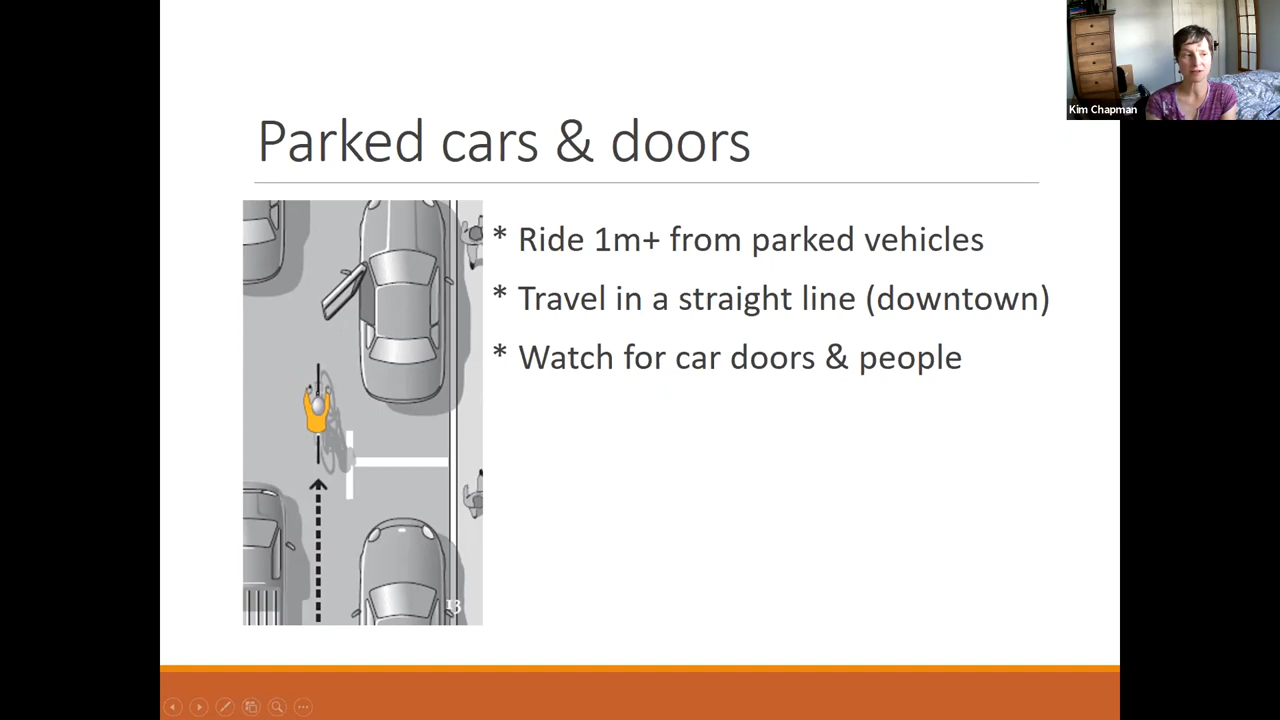 Kim Chapman
Parked cars & doors
* Ride 1m+ from parked vehicles
* Travel in a straight line (downtown)
* Watch for car doors & people
13